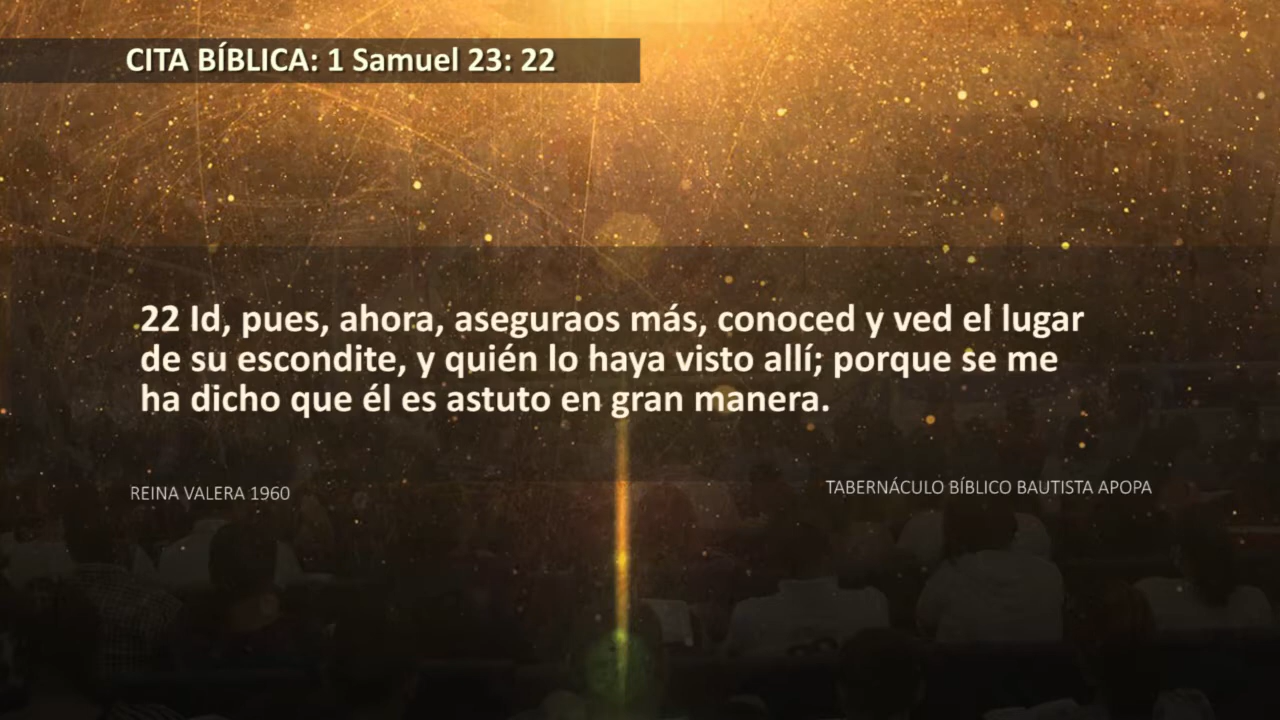 CITA BÍBLICA: 1 Samuel 23: 22
22 Id, pues, ahora, aseguraos más, conoced y ved el lugar
de su escondite, y quién lo haya visto allí; porque se me
ha dicho que él es astuto en gran manera.
REINA VALERA 1960
TABERNÁCULO BÍBLICO BAUTISTA APOPA